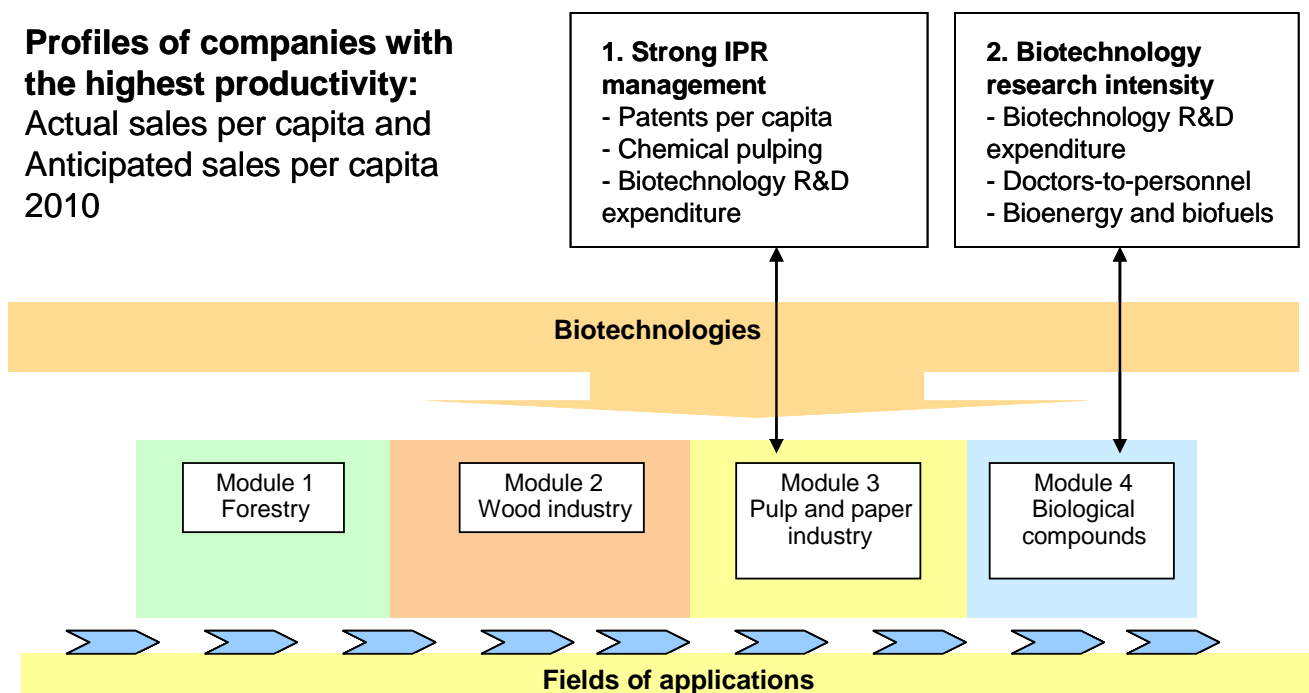 Profiles of companies with
the highest productivity:
Actual sales per capita and
Anticipated sales per capita
2010
1. Strong IPR
management
- Patents per capita
- Chemical pulping
- Biotechnology R&D
expenditure
2. Biotechnology
research intensity
- Biotechnology R&D
expenditure
- Doctors-to-personnel
- Bioenergy and biofuels
Biotechnologies
Module 1
Forestry
Module 2
Wood industry
Module 3
Pulp and paper
industry
Module 4
Biological
compounds
Fields of applications